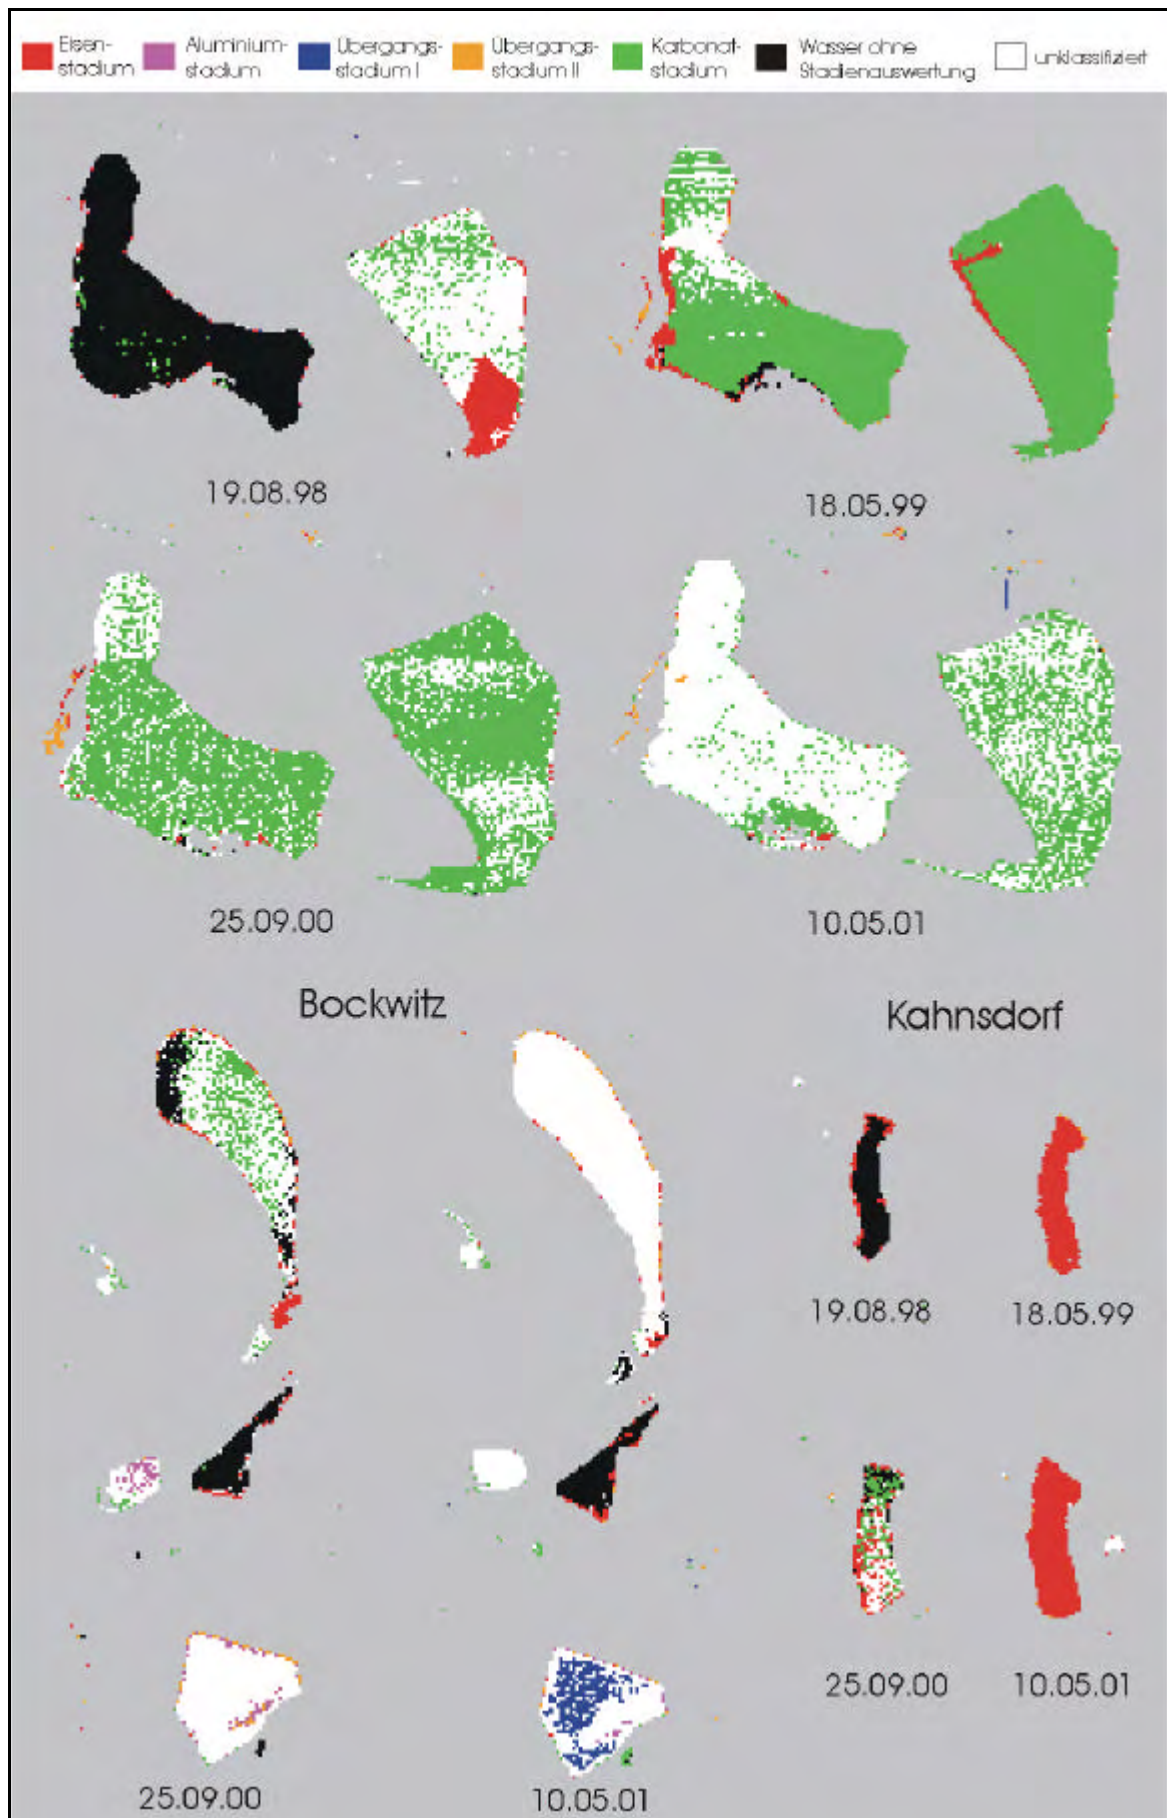 Eisen-
stadium
Aluminium-
stadium
Übergangs-
stadium I
Übergangs-
stadium II
Karbonat-
stadium
Wasser ohne
Stadienauswertung
unklassifiziert
19.08.98
18.05.99
25.09.00
10.05.01
Bockwitz
Kahnsdorf
19.08.98
18.05.99
25.09.00
10.05.01
25.09.00
10.05.01